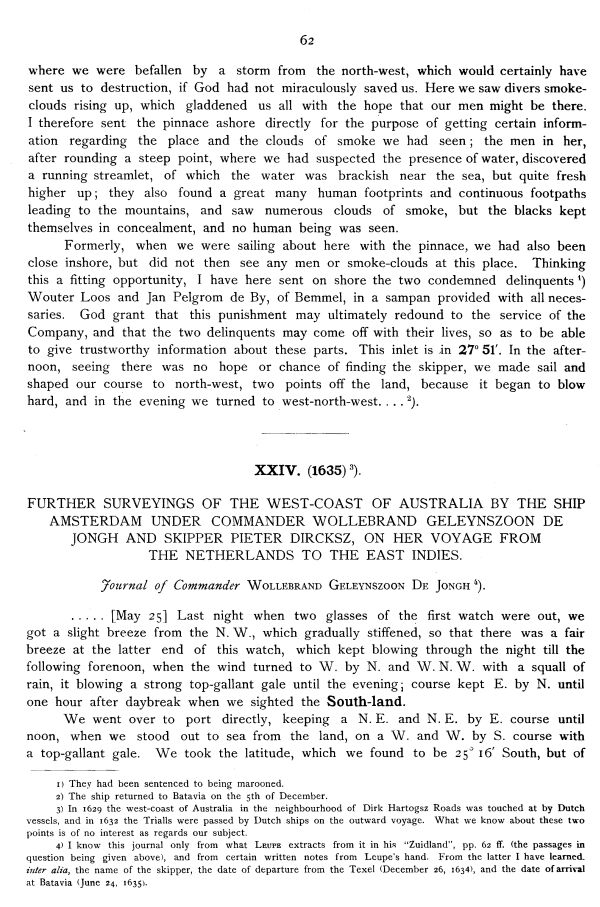 62
where we were befallen by a storm from the north-west, which would certainly have
sent us to destruction, if God had not miraculously saved us. Here we saw divers smoke-
clouds rising up, which gladdened us all with the hope that our men might be there.
I therefore sent the pinnace ashore directly for the purpose of getting certain inform-
ation regarding the place and the clouds of smoke we had seen; the men in her,
after rounding a steep point, where we had suspected the presence of water, discovered
a running streamlet, of which the water was brackish near the sea, but quite fresh
higher up; they also found a great many human footprints and continuous footpaths
leading to the mountains, and saw numerous clouds of smoke, but the blacks kept
themselves in concealment, and no human being was seen.
Formerly, when we were sailing about here with the pinnace, we had also been
close inshore, but did not then see any men or smoke-clouds at this place. Thinking
this a fitting opportunity, I have here sent on shore the two condemned delinquents ¹)
Wouter Loos and Jan Pelgrom de By, of Bemmel, in a sampan provided with all neces-
saries. God grant that this punishment may ultimately redound to the service of the
Company, and that the two delinquents may come off with their lives, so as to be able
to give trustworthy information about these parts. This inlet is in 27° 51′. In the after-
noon, seeing there was no hope or chance of finding the skipper, we made sail and
shaped our course to north-west, two points off the land, because it began to blow
hard, and in the evening we turned to west-north-west. . . . ²).
XXIV. (1635) ³).
FURTHER SURVEYINGS OF THE WEST-COAST OF AUSTRALIA BY THE SHIP
AMSTERDAM UNDER COMMANDER WOLLEBRAND GELEYNSZOON DE
JONGH AND SKIPPER PIETER DIRCKSZ, ON HER VOYAGE FROM
THE NETHERLANDS TO THE EAST INDIES.
Journal of Commander WOLLEBRAND GELEYNSZOON DE JONGH ⁴).
. . . . . [May 25] Last night when two glasses of the first watch were out, we
got a slight breeze from the N. W., which gradually stiffened, so that there was a fair
breeze at the latter end of this watch, which kept blowing through the night till the
following forenoon, when the wind turned to W. by N. and W. N. W. with a squall of
rain, it blowing a strong top-gallant gale until the evening; course kept E. by N. until
one hour after daybreak when we sighted the South-land.
We went over to port directly, keeping a N. E. and N. E. by E. course until
noon, when we stood out to sea from the land, on a W. and W. by S. course with
a top-gallant gale. We took the latitude, which we found to be 25° 16′ South, but of
1) They had been sentenced to being marooned.
2) The ship returned to Batavia on the 5th of December.
3) In 1629 the west-coast of Australia in the neighbourhood of Dirk Hartogsz Roads was touched at by Dutch
vessels, and in 1632 the Trialls were passed by Dutch ships on the outward voyage. What we know about these two
points is of no interest as regards our subject.
4) I know this journal only from what LEUPE extracts from it in his "Zuidland", pp. 62 ff. (the passages in
question being given above), and from certain written notes from Leupe's hand. From the latter I have learned.
inter alia, the name of the skipper, the date of departure from the Texel (December 26, 1634), and the date of arrival
at Batavia (June 24, 1635).